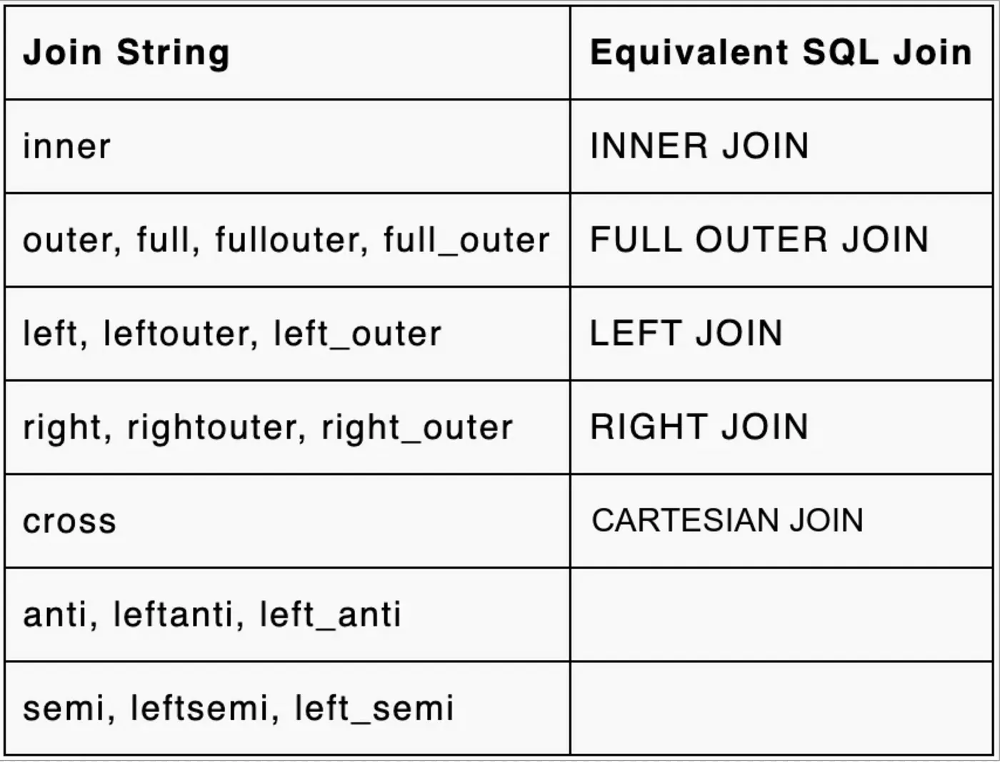 Join String Equivalent SQL Join
inner INNER JOIN
outer, full, fullouter, full_outer FULL OUTER JOIN
left, leftouter, left_outer LEFT JOIN
right, rightouter, right_outer RIGHT JOIN
cross CARTESIAN JOIN
anti, leftanti, left_anti
semi, leftsemi, left_semi